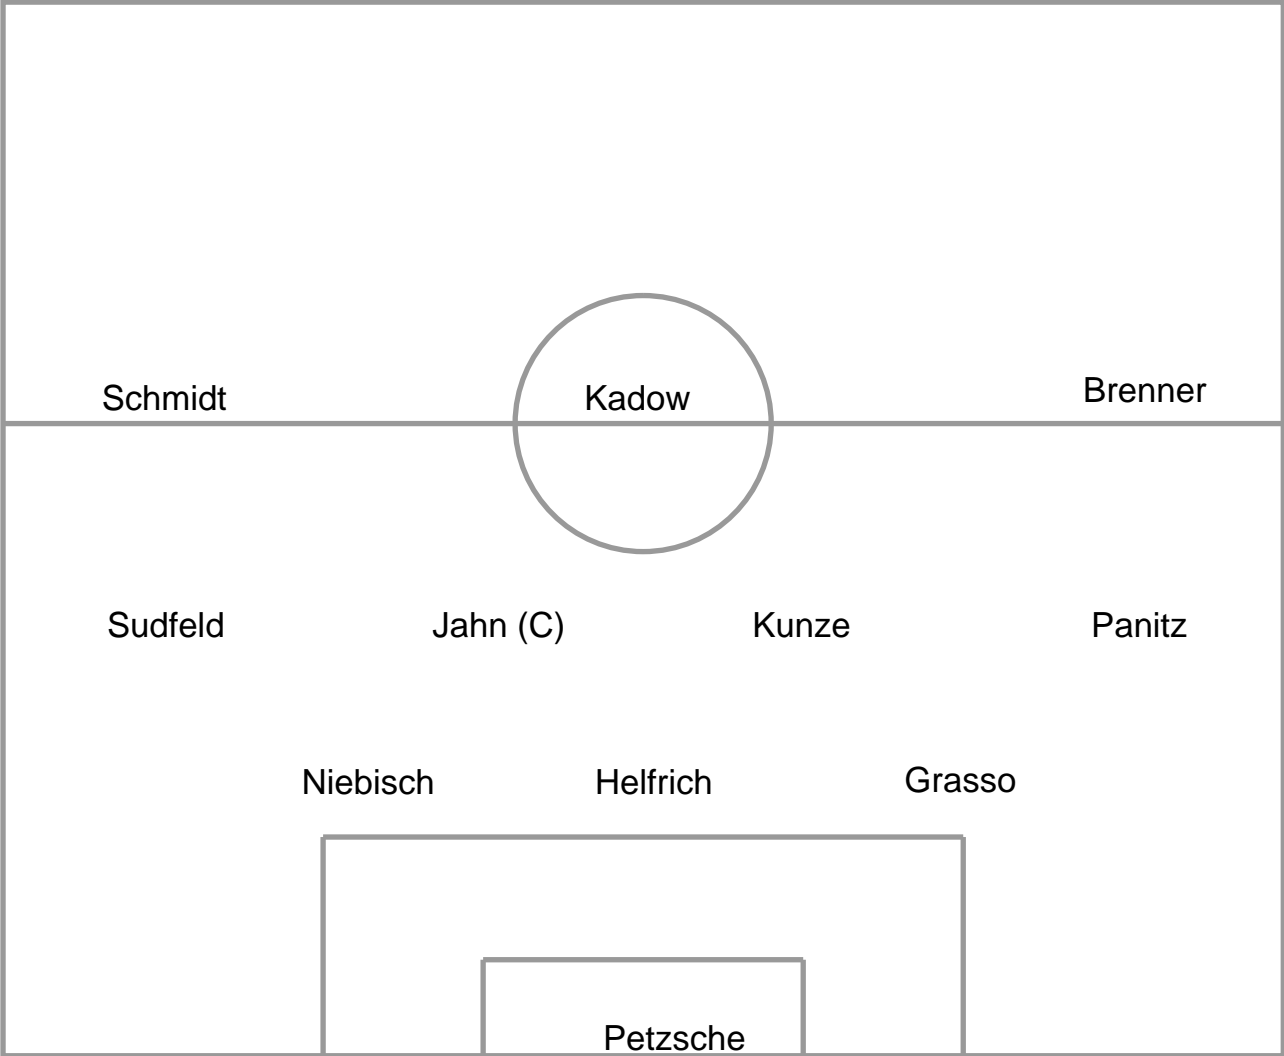 Schmidt Kadow Brenner
Sudfeld Jahn (C) Kunze Panitz
Niebisch Helfrich Grasso
Petzsche